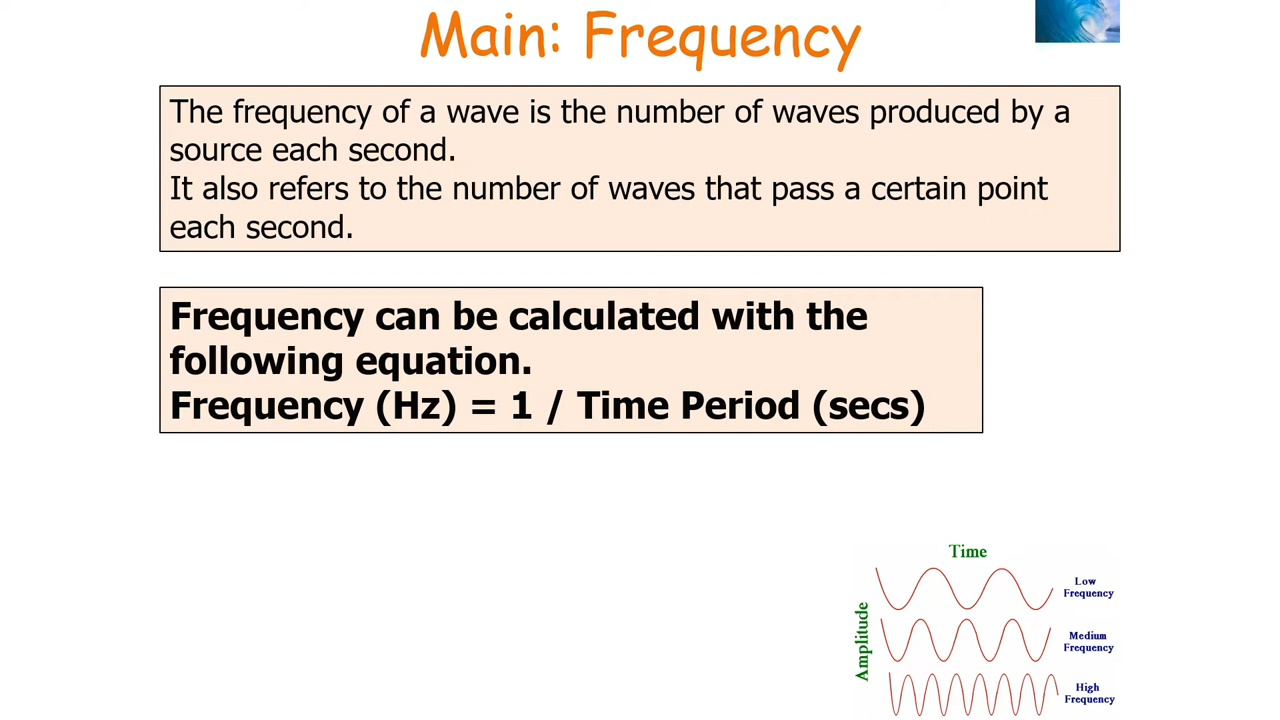 Main: Frequency
The frequency of a wave is the number of waves produced by a
source each second.
It also refers to the number of waves that pass a certain point
each second.
Frequency can be calculated with the
following equation.
Frequency (Hz) = 1 / Time Period (secs)
Time
Amplitude
Low
Frequency
Medium
Frequency
High
Frequency